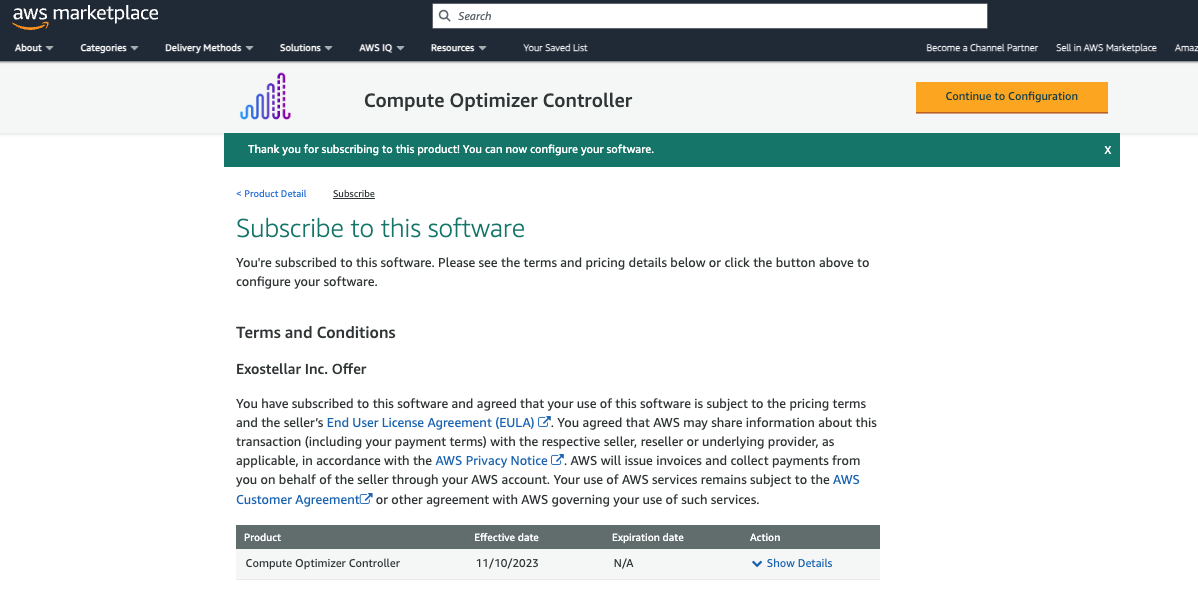 aws marketplace
Search
About
Categories
Delivery Methods
Solutions
AWS IQ
Resources
Your Saved List
Become a Channel Partner
Sell in AWS Marketplace
Amaz
Compute Optimizer Controller
Continue to Configuration
Thank you for subscribing to this product! You can now configure your software.
X
< Product Detail
Subscribe
Subscribe to this software
You're subscribed to this software. Please see the terms and pricing details below or click the button above to
configure your software.
Terms and Conditions
Exostellar Inc. Offer
You have subscribed to this software and agreed that your use of this software is subject to the pricing terms
and the seller's End User License Agreement (EULA). You agreed that AWS may share information about this
transaction (including your payment terms) with the respective seller, reseller or underlying provider, as
applicable, in accordance with the AWS Privacy Notice. AWS will issue invoices and collect payments from
you on behalf of the seller through your AWS account. Your use of AWS services remains subject to the AWS
Customer Agreement or other agreement with AWS governing your use of such services.
Product Effective date Expiration date Action
Compute Optimizer Controller 11/10/2023 N/A Show Details